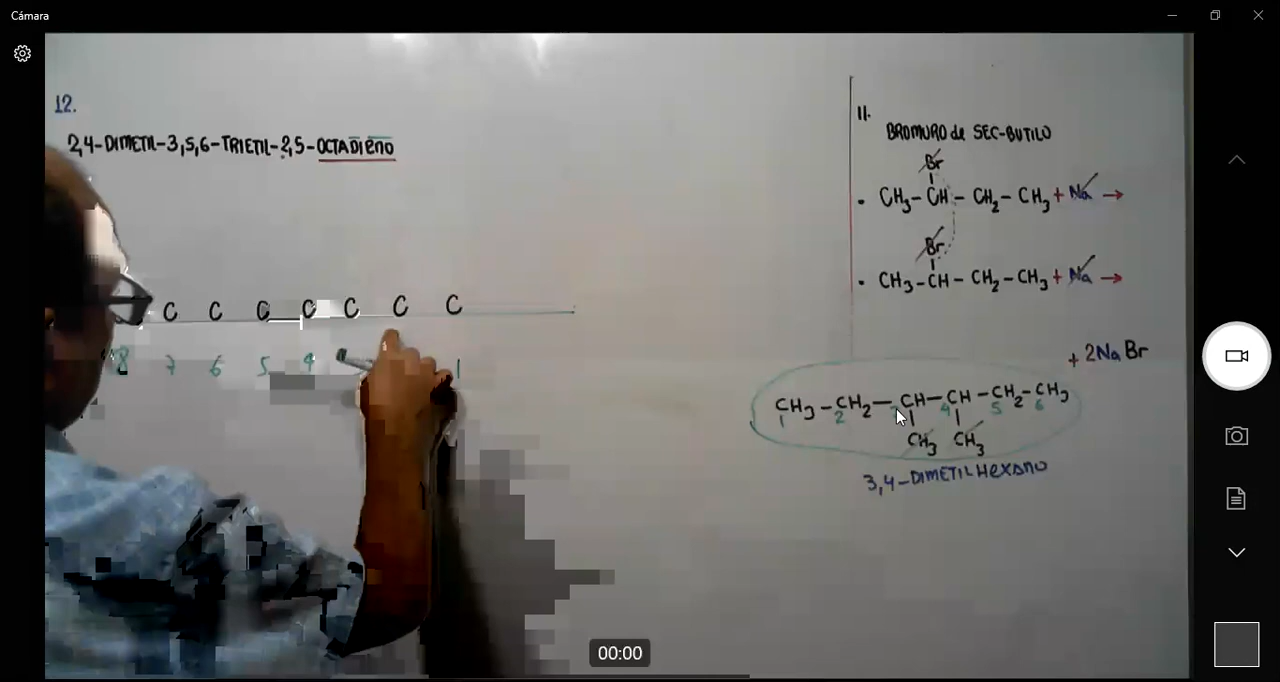 Cámara
12.
2,4-DIMETIL-3,5,6-TRIETIL-2,5-OCTADIENO
C C C C C C C
8 7 6 5 4 1
11.
BROMURO de SEC-BUTILO
Br
CH3-CH-CH2-CH3+Na→
Br
CH3-CH-CH2-CH3+Na→
+2NaBr
CH3-CH2-CH-CH-CH2-CH3
1 2 3 4 5 6
CH3 CH3
3,4-DIMETILHEXANO
00:00